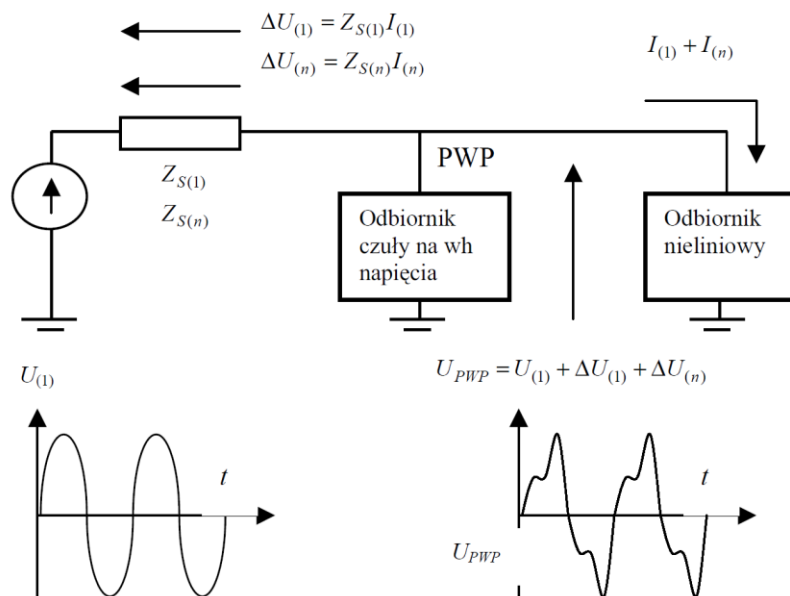 ΔU(1) = ZS(1)I(1)
ΔU(n) = ZS(n)I(n)
I(1) + I(n)
ZS(1)
ZS(n)
PWP
Odbiornik
czuły na wh
napięcia
Odbiornik
nieliniowy
U(1)
t
UPWP = U(1) + ΔU(1) + ΔU(n)
t
UPWP